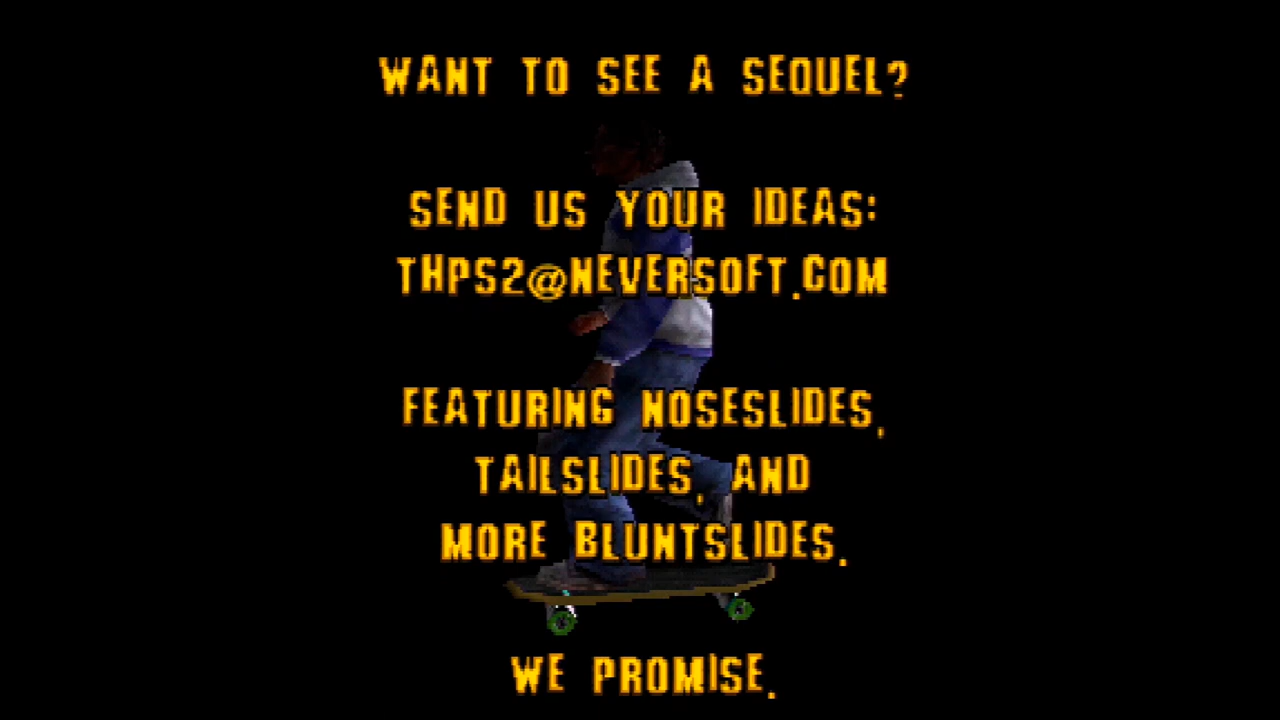 WANT TO SEE A SEQUEL?
SEND US YOUR IDEAS:
THPS2@NEVERSOFT.COM
FEATURING NOSESLIDES,
TAILSLIDES, AND
MORE BLUNTSLIDES.
WE PROMISE.